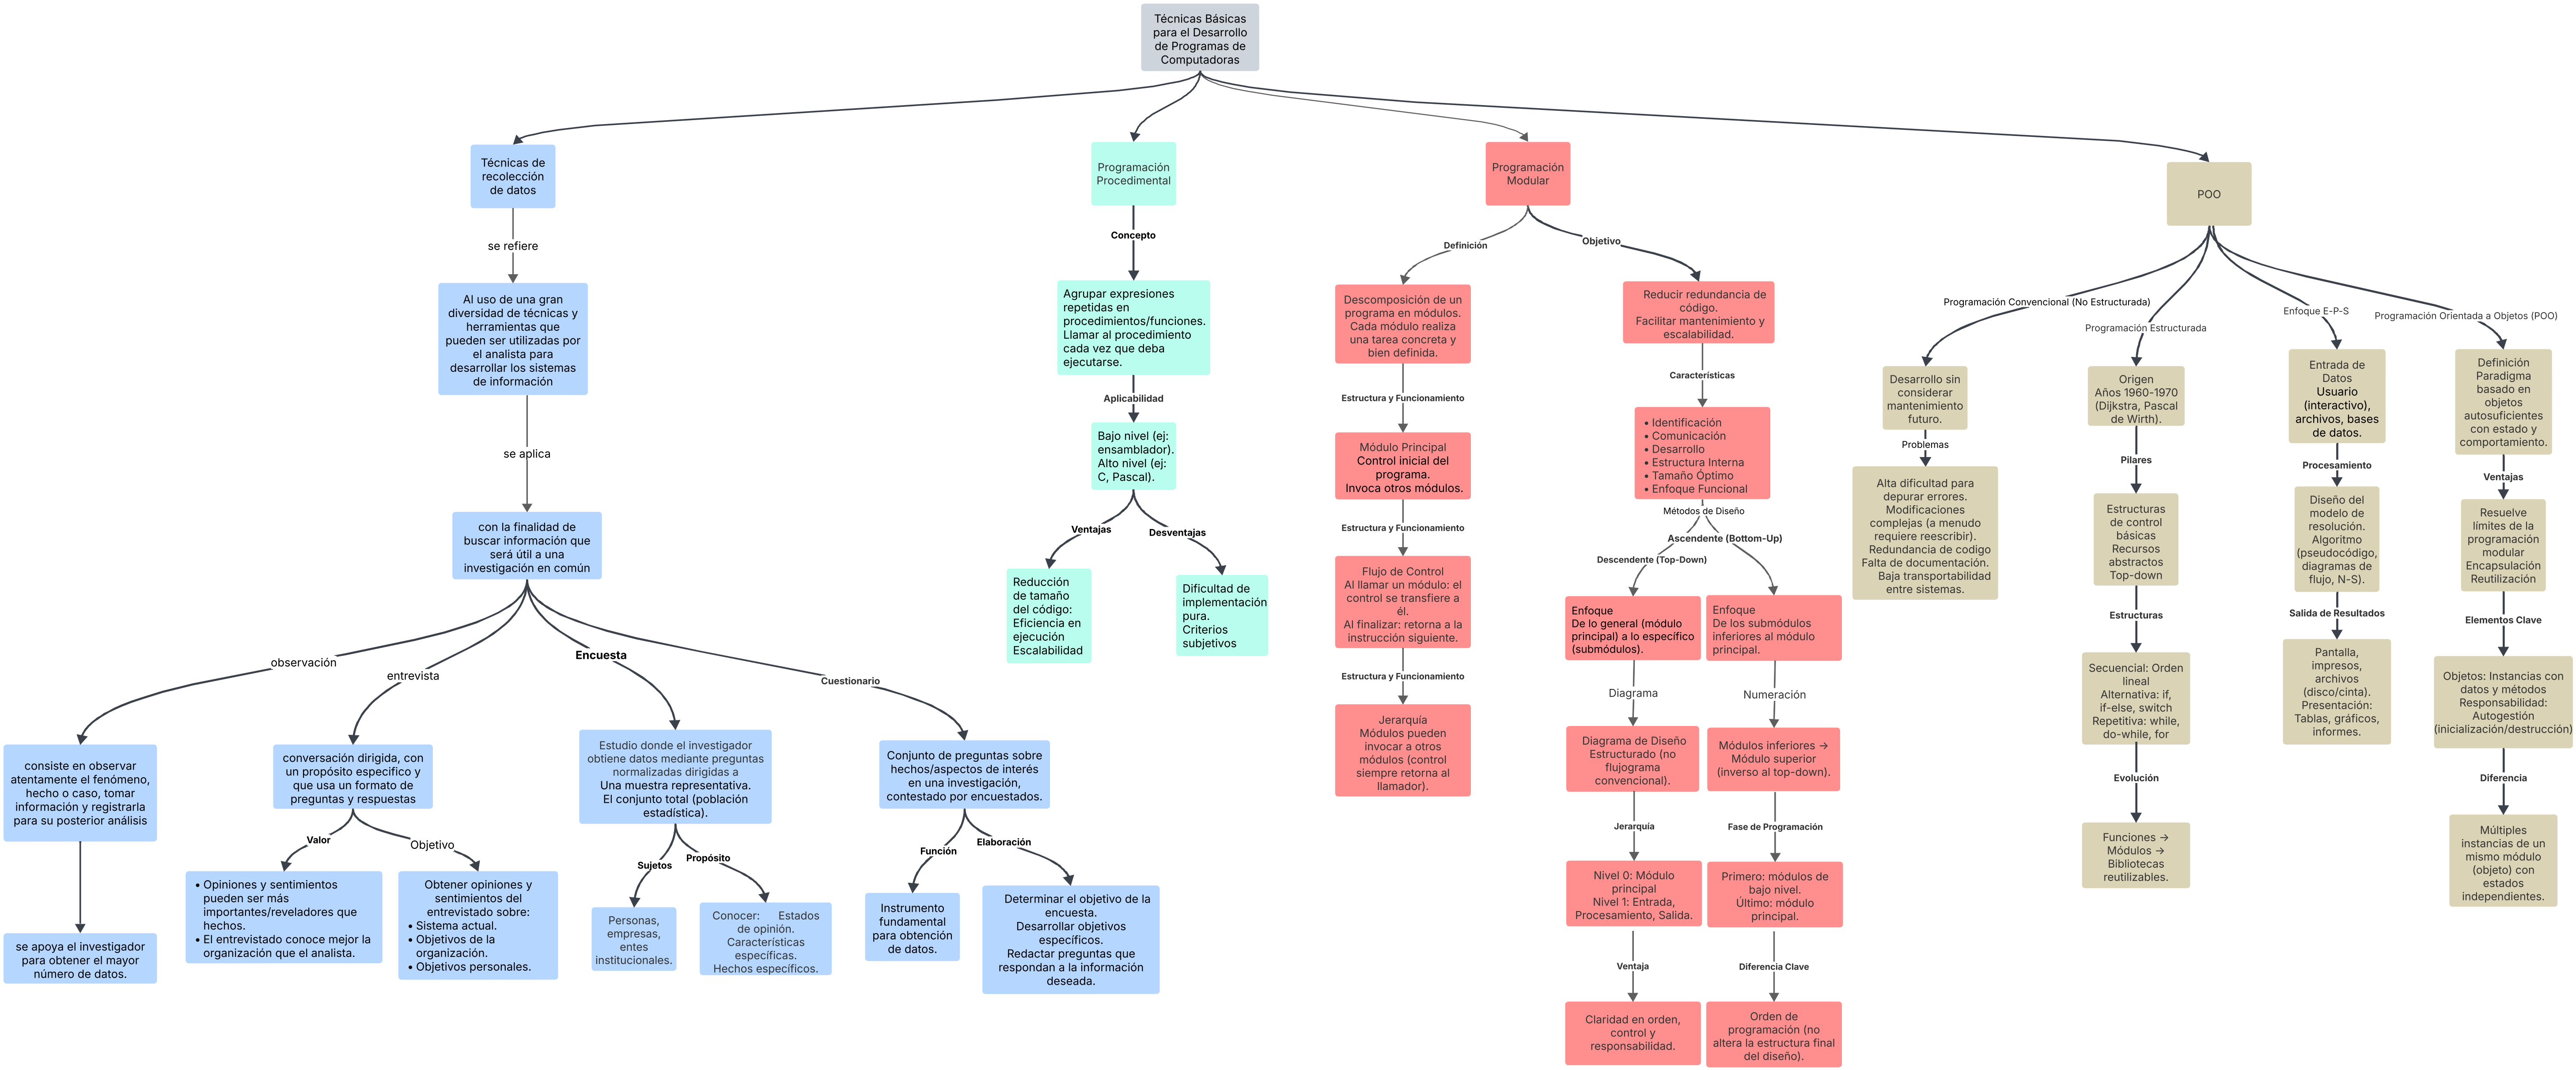 Técnicas Básicas
para el Desarrollo
de Programas de
Computadoras
Técnicas de
recolección
de datos
se refiere
Al uso de una gran
diversidad de técnicas y
herramientas que
pueden ser utilizadas por
el analista para
desarrollar los sistemas
de información
se aplica
con la finalidad de
buscar información que
será útil a una
investigación en común
observación
consiste en observar
atentamente el fenómeno,
hecho o caso, tomar
información y registrarla
para su posterior análisis
se apoya el investigador
para obtener el mayor
número de datos.
entrevista
conversación dirigida, con
un propósito especifico y
que usa un formato de
preguntas y respuestas
Valor
• Opiniones y sentimientos
pueden ser más
importantes/reveladores que
hechos.
• El entrevistado conoce mejor la
organización que el analista.
Objetivo
Obtener opiniones y
sentimientos del
entrevistado sobre:
• Sistema actual.
• Objetivos de la
organización.
• Objetivos personales.
Encuesta
Estudio donde el investigador
obtiene datos mediante preguntas
normalizadas dirigidas a
Una muestra representativa.
El conjunto total (población
estadística).
Sujetos
Personas,
empresas,
entes
institucionales.
Propósito
Conocer: Estados
de opinión.
Características
específicas.
Hechos específicos.
Cuestionario
Conjunto de preguntas sobre
hechos/aspectos de interés
en una investigación,
contestado por encuestados.
Función
Instrumento
fundamental
para obtención
de datos.
Elaboración
Determinar el objetivo de la
encuesta.
Desarrollar objetivos
específicos.
Redactar preguntas que
respondan a la información
deseada.
Programación
Procedimental
Concepto
Agrupar expresiones
repetidas en
procedimientos/funciones.
Llamar al procedimiento
cada vez que deba
ejecutarse.
Aplicabilidad
Bajo nivel (ej:
ensamblador).
Alto nivel (ej:
C, Pascal).
Ventajas
Reducción
de tamaño
del código:
Eficiencia en
ejecución
Escalabilidad
Desventajas
Dificultad de
implementación
pura.
Criterios
subjetivos
Programación
Modular
Definición
Descomposición de un
programa en módulos.
Cada módulo realiza
una tarea concreta y
bien definida.
Estructura y Funcionamiento
Módulo Principal
Control inicial del
programa.
Invoca otros módulos.
Estructura y Funcionamiento
Flujo de Control
Al llamar un módulo: el
control se transfiere a
él.
Al finalizar: retorna a la
instrucción siguiente.
Estructura y Funcionamiento
Jerarquía
Módulos pueden
invocar a otros
módulos (control
siempre retorna al
llamador).
Objetivo
Reducir redundancia de
código.
Facilitar mantenimiento y
escalabilidad.
Características
• Identificación
• Comunicación
• Desarrollo
• Estructura Interna
• Tamaño Óptimo
• Enfoque Funcional
Métodos de Diseño
Descendente (Top-Down)
Enfoque
De lo general (módulo
principal) a lo específico
(submódulos).
Diagrama
Diagrama de Diseño
Estructurado (no
flujograma
convencional).
Jerarquía
Nivel 0: Módulo
principal
Nivel 1: Entrada,
Procesamiento, Salida.
Ventaja
Claridad en orden,
control y
responsabilidad.
Ascendente (Bottom-Up)
Enfoque
De los submódulos
inferiores al módulo
principal.
Numeración
Módulos inferiores →
Módulo superior
(inverso al top-down).
Fase de Programación
Primero: módulos de
bajo nivel.
Último: módulo
principal.
Diferencia Clave
Orden de
programación (no
altera la estructura final
del diseño).
POO
Programación Convencional (No Estructurada)
Desarrollo sin
considerar
mantenimiento
futuro.
Problemas
Alta dificultad para
depurar errores.
Modificaciones
complejas (a menudo
requiere reescribir).
Redundancia de codigo
Falta de documentación.
Baja transportabilidad
entre sistemas.
Programación Estructurada
Origen
Años 1960-1970
(Dijkstra, Pascal
de Wirth).
Pilares
Estructuras
de control
básicas
Recursos
abstractos
Top-down
Estructuras
Secuencial: Orden
lineal
Alternativa: if,
if-else, switch
Repetitiva: while,
do-while, for
Evolución
Funciones →
Módulos →
Bibliotecas
reutilizables.
Enfoque E-P-S
Entrada de
Datos
Usuario
(interactivo),
archivos, bases
de datos.
Procesamiento
Diseño del
modelo de
resolución.
Algoritmo
(pseudocódigo,
diagramas de
flujo, N-S).
Salida de Resultados
Pantalla,
impresos,
archivos
(disco/cinta).
Presentación:
Tablas, gráficos,
informes.
Programación Orientada a Objetos (POO)
Definición
Paradigma
basado en
objetos
autosuficientes
con estado y
comportamiento.
Ventajas
Resuelve
límites de la
programación
modular
Encapsulación
Reutilización
Elementos Clave
Objetos: Instancias con
datos y métodos
Responsabilidad:
Autogestión
(inicialización/destrucción)
Diferencia
Múltiples
instancias de un
mismo módulo
(objeto) con
estados
independientes.